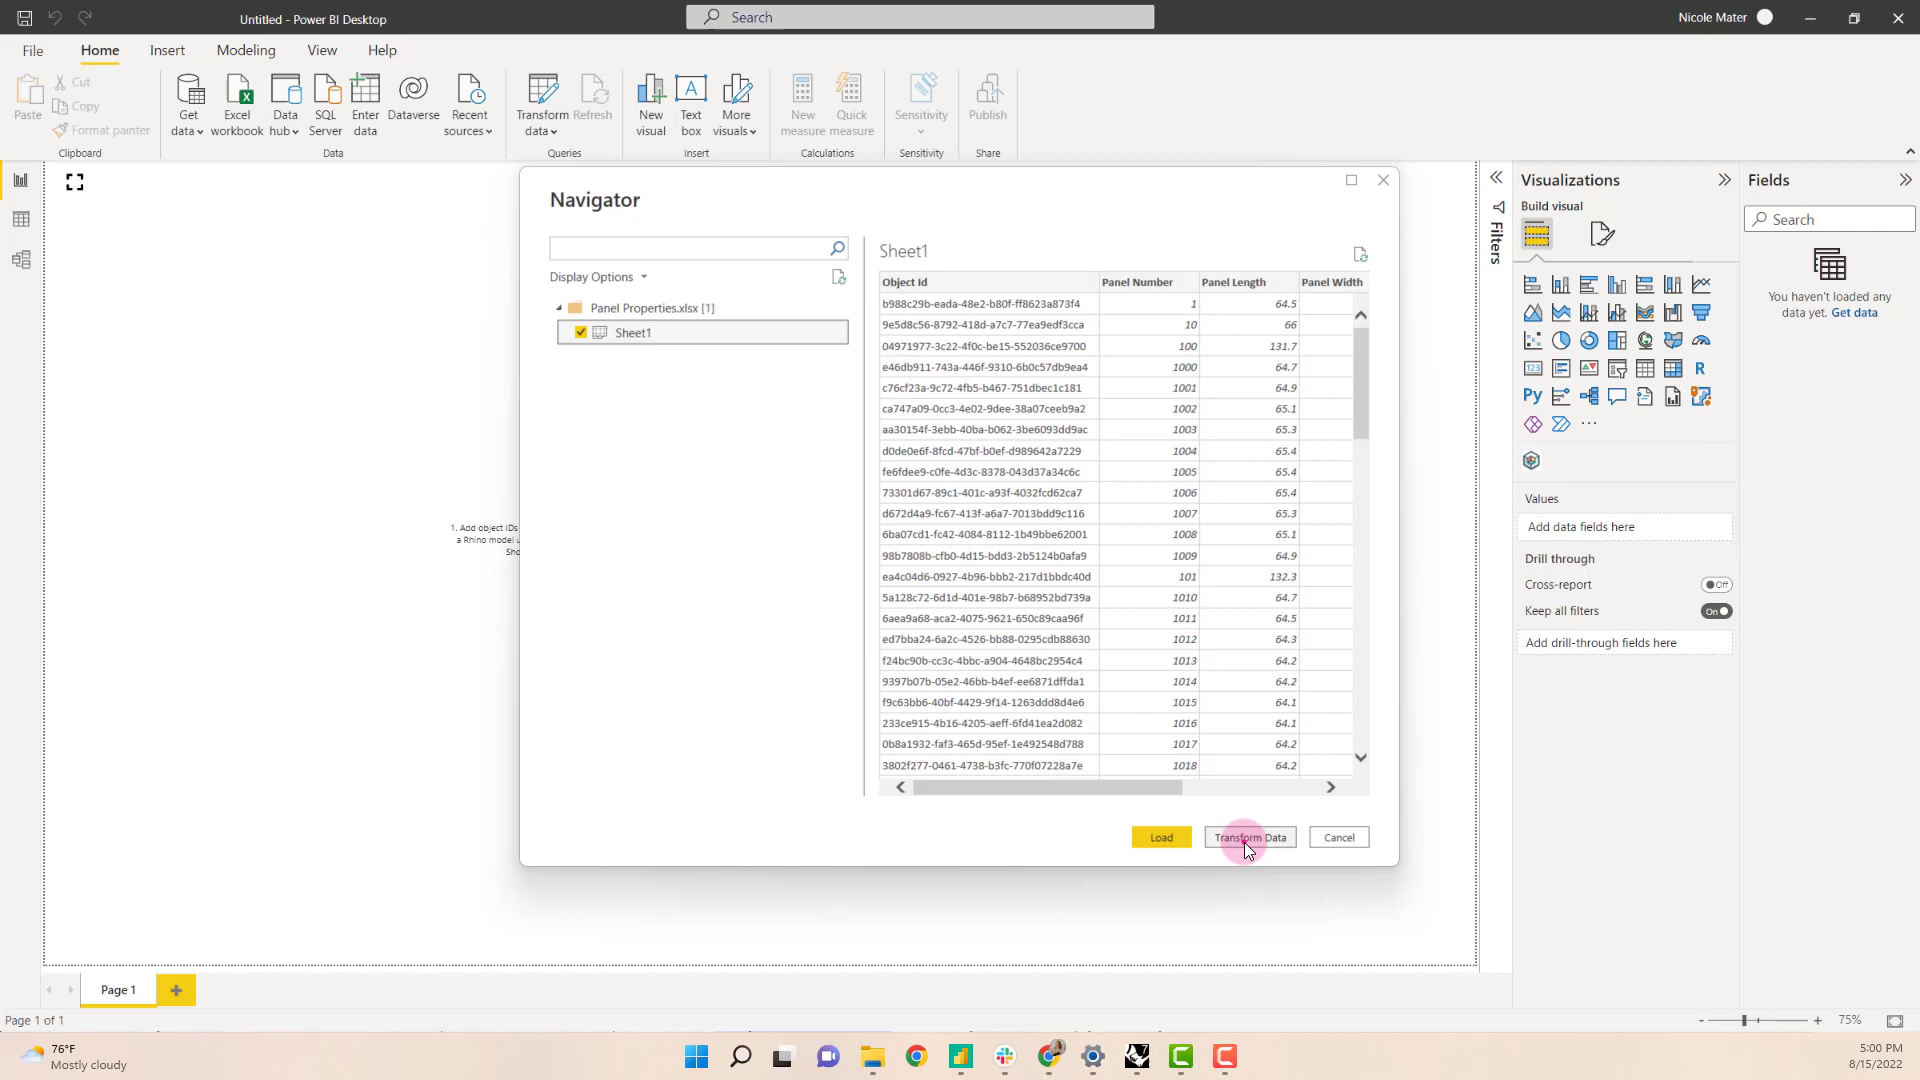 Untitled - Power BI Desktop
Search
Nicole Mater
File
Home
Insert
Modeling
View
Help
Paste
Cut
Copy
Format painter
Get data
Excel workbook
Data hub
SQL Server
Enter data
Dataverse
Recent sources
Transform data
Refresh
New visual
Text box
More visuals
New measure
Quick measure
Sensitivity
Publish
Clipboard
Data
Queries
Insert
Calculations
Sensitivity
Share
Navigator
Display Options
Panel Properties.xlsx [1]
Sheet1
Sheet1
Object Id Panel Number Panel Length Panel Width
b988c29b-eada-48e2-b80f-ff8623a873f4 1 64.5
9e5d8c56-8792-418d-a7c7-77ea9edf3cca 10 66
04971977-3c22-4f0c-be15-552036ce9700 100 131.7
e46db911-743a-446f-9310-6b0c57db9ea4 1000 64.7
c76cf23a-9c72-4fb5-b467-751dbec1c181 1001 64.9
ca747a09-0cc3-4e02-9dee-38a07ceeb9a2 1002 65.1
aa30154f-3ebb-40ba-b062-3be6093dd9ac 1003 65.3
d0de0e6f-8fcd-47bf-b0ef-d989642a7229 1004 65.4
fe6fdee9-c0fe-4d3c-8378-043d37a34c6c 1005 65.4
73301d67-89c1-401c-a93f-4032fcd62ca7 1006 65.4
d672d4a9-fc67-413f-a6a7-7013bdd9c116 1007 65.3
6ba07cd1-fc42-4084-8112-1b49bbe62001 1008 65.1
98b7808b-cfb0-4d15-bdd3-2b5124b0afa9 1009 64.9
ea4c04d6-0927-4b96-bbb2-217d1bbdc40d 101 132.3
5a128c72-6d1d-401e-98b7-b68952bd739a 1010 64.7
6aea9a68-aca2-4075-9621-650c89caa96f 1011 64.5
ed7bba24-6a2c-4526-bb88-0295cdb88630 1012 64.3
f24bc90b-cc3c-4bbc-a904-4648bc2954c4 1013 64.2
9397b07b-05e2-46bb-b4ef-ee6871dffda1 1014 64.2
f9c63bb6-40bf-4429-9f14-1263ddd8d4e6 1015 64.1
233ce915-4b16-4205-aeff-6fd41ea2d082 1016 64.1
0b8a1932-faf3-465d-95ef-1e492548d788 1017 64.2
3802f277-0461-4738-b3fc-770f07228a7e 1018 64.2
Load
Transform Data
Cancel
1. Add object IDs
a Rhino model u
Sho
Filters
Visualizations
Build visual
123
R
Py
Values
Add data fields here
Drill through
Cross-report
Off
Keep all filters
On
Add drill-through fields here
Fields
Search
You haven't loaded any
data yet. Get data
Page 1
Page 1 of 1
75%
76°F
Mostly cloudy
5:00 PM
8/15/2022